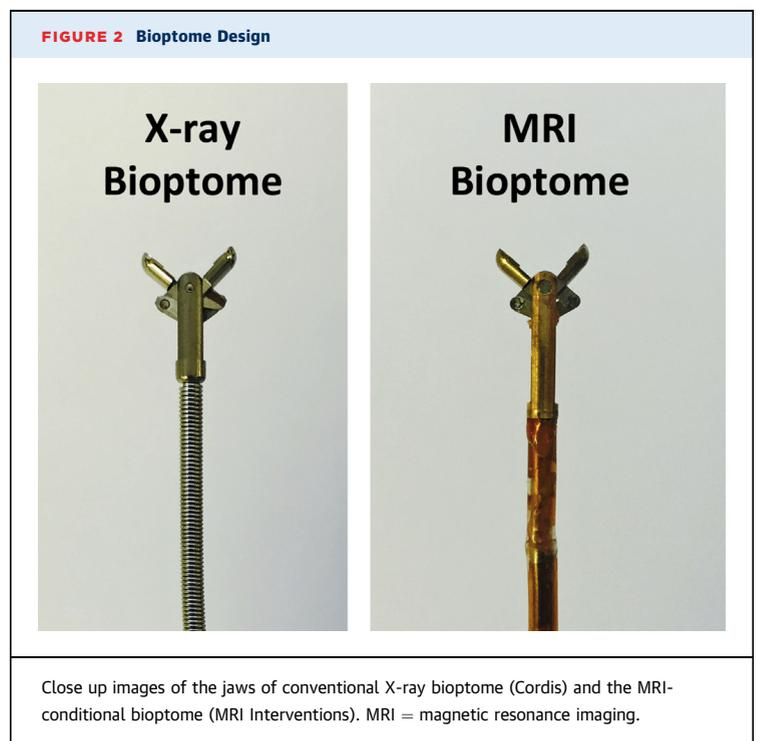 FIGURE 2 Bioptome Design
X-ray
Bioptome
MRI
Bioptome
Close up images of the jaws of conventional X-ray bioptome (Cordis) and the MRI-
conditional bioptome (MRI Interventions). MRI = magnetic resonance imaging.